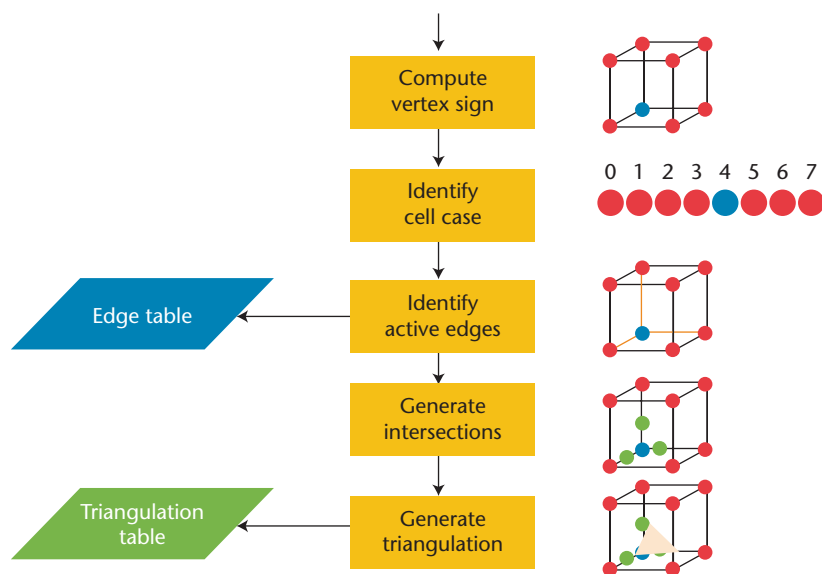 Compute
vertex sign
0 1 2 3 4 5 6 7
Identify
cell case
Edge table
Identify
active edges
Generate
intersections
Triangulation
table
Generate
triangulation